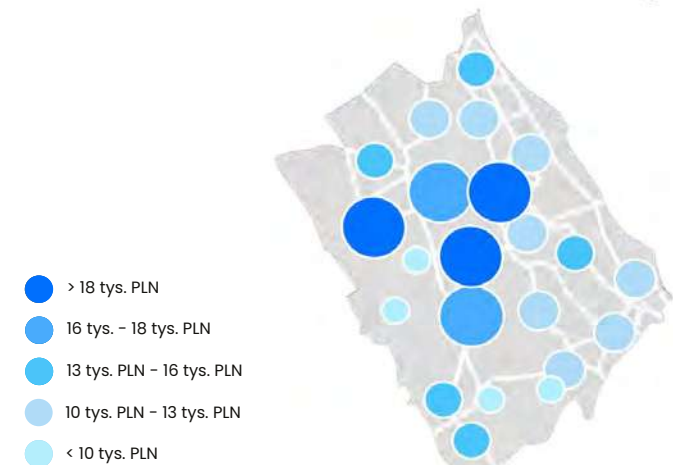 > 18 tys. PLN
16 tys. - 18 tys. PLN
13 tys. PLN - 16 tys. PLN
10 tys. PLN - 13 tys. PLN
< 10 tys. PLN